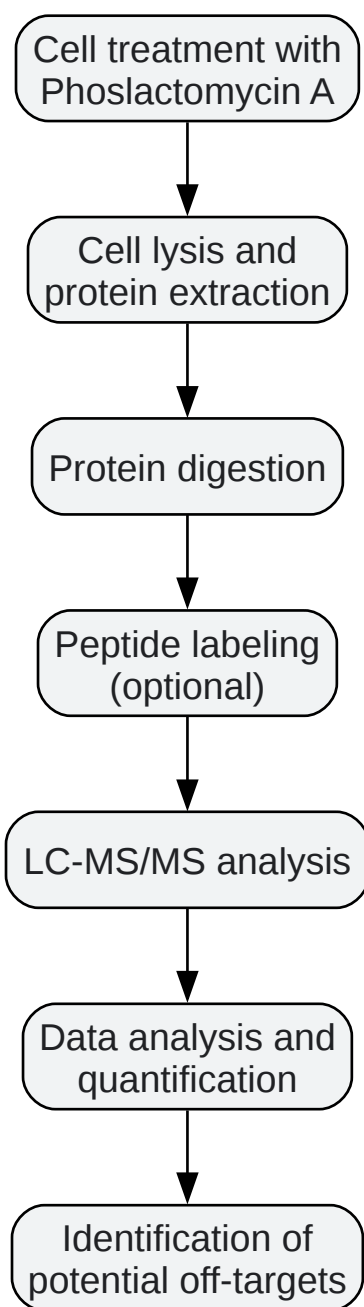 Cell treatment with
Phoslactomycin A
Cell lysis and
protein extraction
Protein digestion
Peptide labeling
(optional)
LC-MS/MS analysis
Data analysis and
quantification
Identification of
potential off-targets